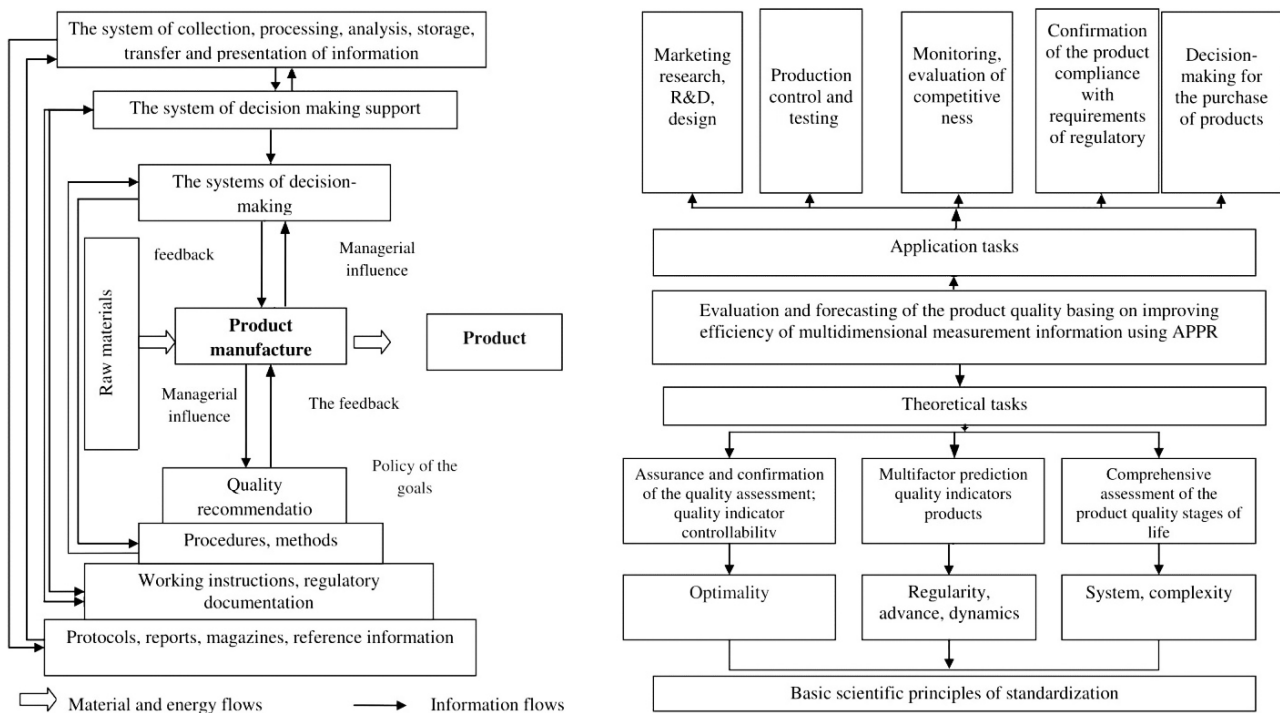 The system of collection, processing, analysis, storage,
transfer and presentation of information
The system of decision making support
The systems of decision-
making
feedback
Managerial
influence
Raw materials
Product
manufacture
Product
Managerial
influence
The feedback
Policy of the
goals
Quality
recommendatio
Procedures, methods
Working instructions, regulatory
documentation
Protocols, reports, magazines, reference information
Material and energy flows
Information flows
Marketing
research,
R&D,
design
Production
control and
testing
Monitoring,
evaluation of
competitive
ness
Confirmation
of the product
compliance
with
requirements
of regulatory
Decision-
making for
the purchase
of products
Application tasks
Evaluation and forecasting of the product quality basing on improving
efficiency of multidimensional measurement information using APPR
Theoretical tasks
Assurance and confirmation
of the quality assessment;
quality indicator
controllability
Multifactor prediction
quality indicators
products
Comprehensive
assessment of the
product quality stages of
life
Optimality
Regularity,
advance, dynamics
System, complexity
Basic scientific principles of standardization